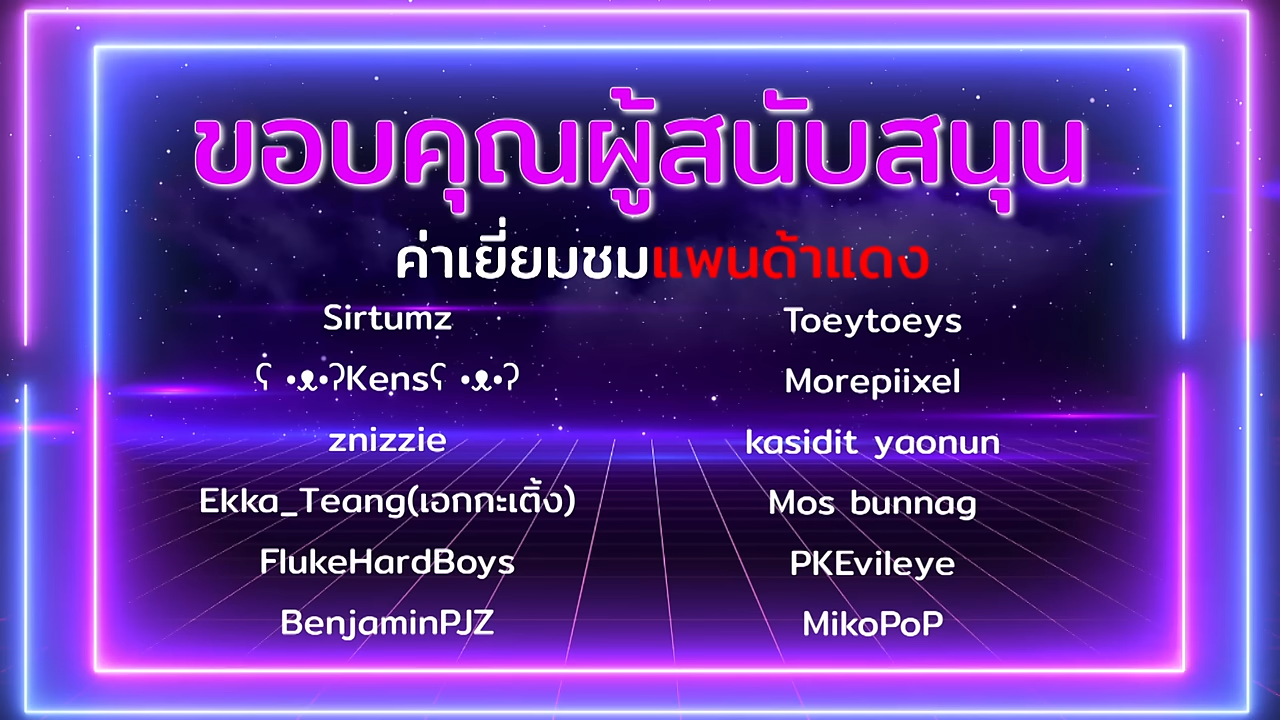 ขอบคุณผู้สนับสนุน
ค่าเยี่ยมชมแพนด้าแดง
Sirtumz
ʕ •ᴥ•ʔKensʕ •ᴥ•ʔ
znizzie
Ekka_Teang(เอกกะเติ้ง)
FlukeHardBoys
BenjaminPJZ
Toeytoeys
Morepiixel
kasidit yaonun
Mos bunnag
PKEvileye
MikoPoP